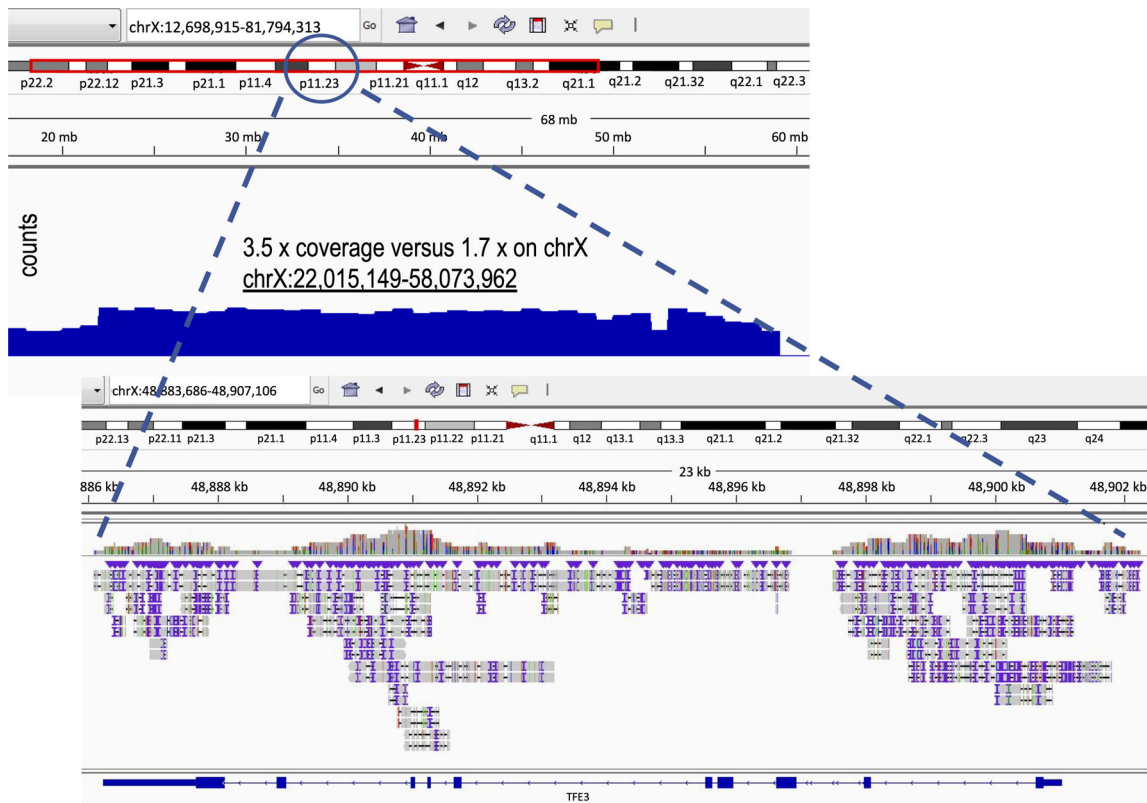 chrX:12,698,915-81,794,313 Go
p22.2 p22.12 p21.3 p21.1 p11.4 p11.23 p11.21 q11.1 q12 q13.2 q21.1 q21.2 q21.32 q22.1 q22.3
68 mb
20 mb 30 mb 40 mb 50 mb 60 mb
counts
3.5 x coverage versus 1.7 x on chrX
chrX:22,015,149-58,073,962
chrX:48,883,686-48,907,106 Go
p22.13 p22.11 p21.3 p21.1 p11.4 p11.3 p11.23 p11.22 p11.21 q11.1 q12 q13.1 q13.3 q21.1 q21.2 q21.32 q22.1 q22.3 q23 q24
23 kb
886 kb 48,888 kb 48,890 kb 48,892 kb 48,894 kb 48,896 kb 48,898 kb 48,900 kb 48,902 kb
TFE3